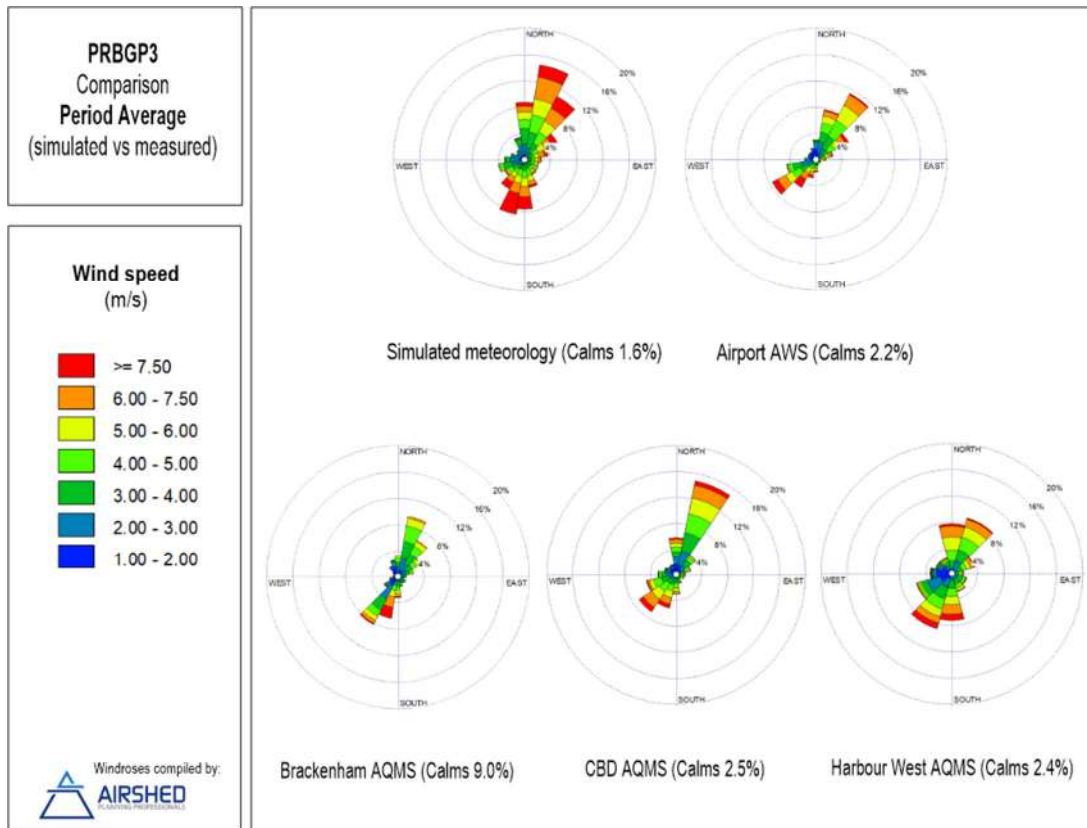 PRBGP3
Comparison
Period Average
(simulated vs measured)
Wind speed
(m/s)
>= 7.50
6.00 - 7.50
5.00 - 6.00
4.00 - 5.00
3.00 - 4.00
2.00 - 3.00
1.00 - 2.00
Windroses compiled by:
AIRSHED
PLANNING PROFESSIONALS
NORTH
20%
16%
12%
8%
4%
WEST
EAST
SOUTH
Simulated meteorology (Calms 1.6%)
NORTH
20%
16%
12%
8%
4%
WEST
EAST
SOUTH
Airport AWS (Calms 2.2%)
NORTH
20%
16%
12%
8%
4%
WEST
EAST
SOUTH
Brackenham AQMS (Calms 9.0%)
NORTH
20%
16%
12%
8%
4%
WEST
EAST
SOUTH
CBD AQMS (Calms 2.5%)
NORTH
20%
16%
12%
8%
4%
WEST
EAST
SOUTH
Harbour West AQMS (Calms 2.4%)